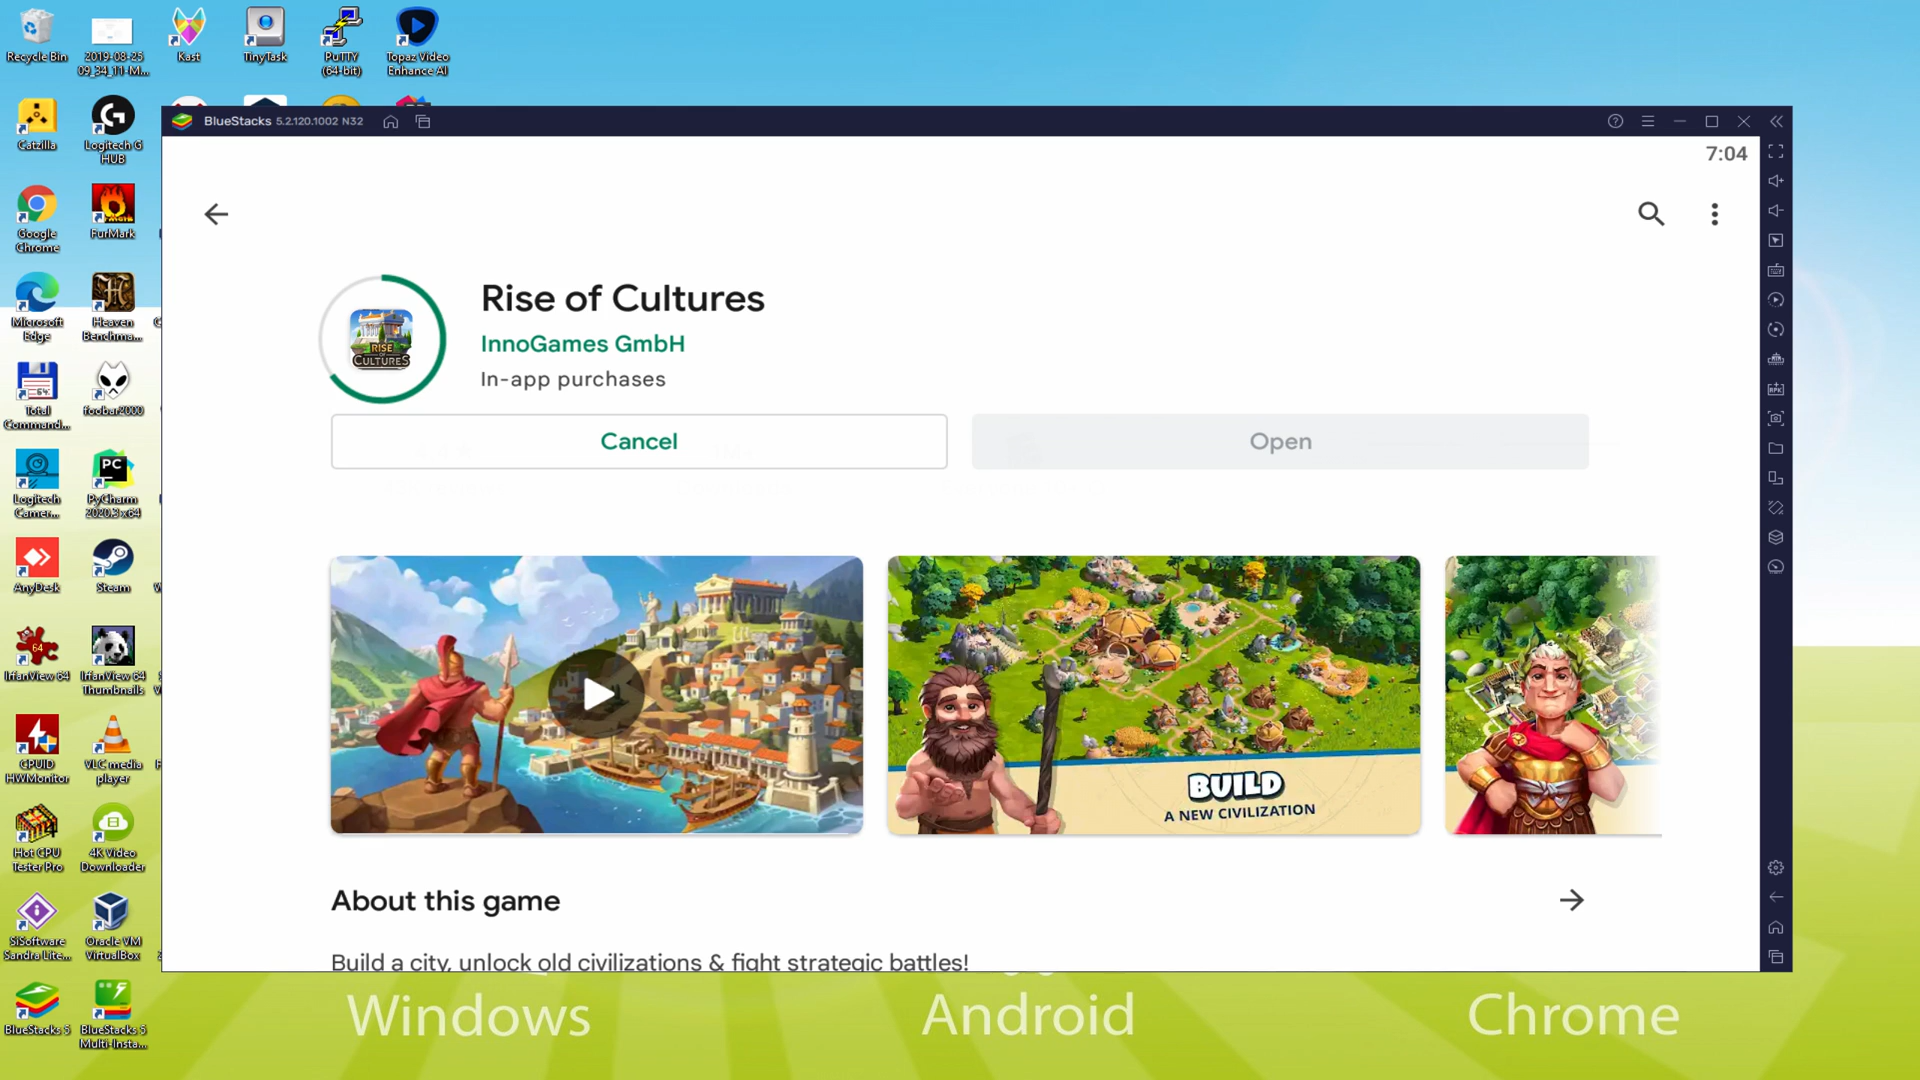 Recycle Bin
2019-08-25
09_34_11-M...
Kast
TinyTask
PuTTY
(64-bit)
Topaz Video
Enhance AI
Catzilla
Logitech G
HUB
Google
Chrome
FurMark
Microsoft
Edge
Heaven
Benchma...
Total
Command...
foobar2000
Logitech
Camer...
PC
PyCharm
2020.3 x64
AnyDesk
Steam
64
IrfanView 64
IrfanView 64
Thumbnails
CPUID
HWMonitor
VLC media
player
Hot CPU
Tester Pro
4K Video
Downloader
SiSoftware
Sandra Lite...
Oracle VM
VirtualBox
BlueStacks 5
BlueStacks 5
Multi-Insta...
BlueStacks 5.2.120.1002 N32
7:04
RISE
OF
CULTURES
Rise of Cultures
InnoGames GmbH
In-app purchases
Cancel
Open
BUILD
A NEW CIVILIZATION
About this game
Build a city, unlock old civilizations & fight strategic battles!
Windows
Android
Chrome